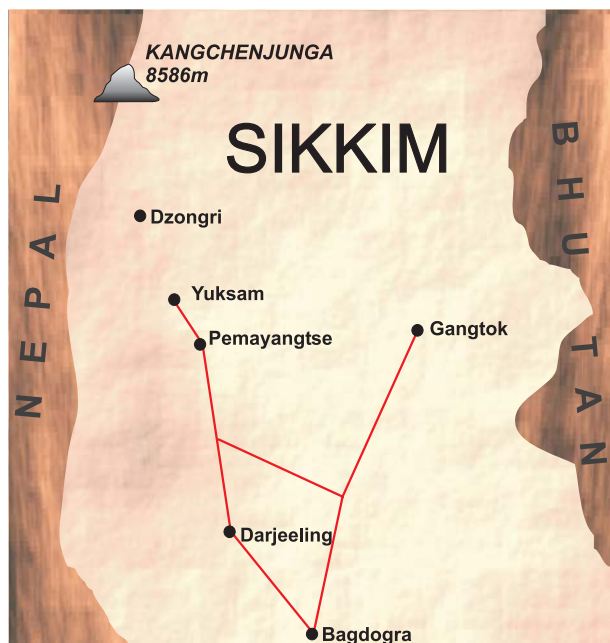 KANGCHENJUNGA
8586m
SIKKIM
NEPAL
BHUTAN
Dzongri
Yuksam
Pemayangtse
Gangtok
Darjeeling
Bagdogra